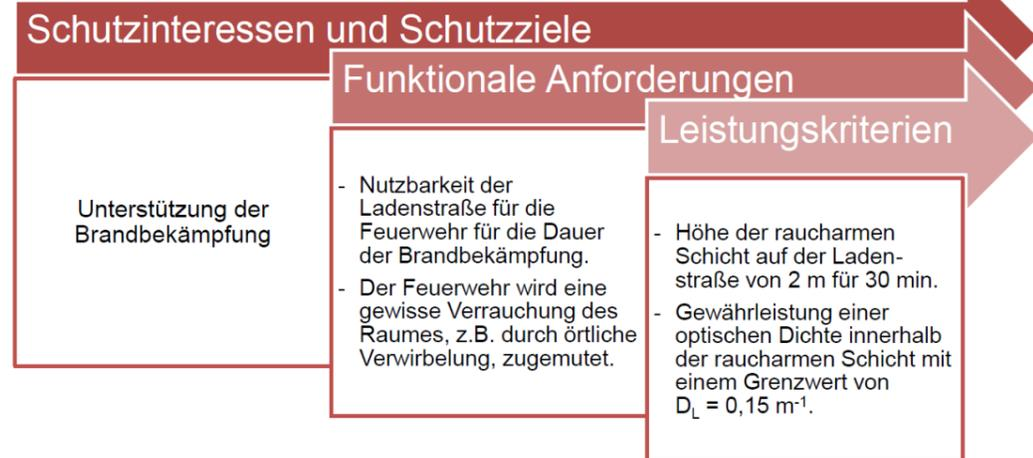 Schutzinteressen und Schutzziele
Funktionale Anforderungen
Leistungskriterien
Unterstützung der
Brandbekämpfung
- Nutzbarkeit der
Ladenstraße für die
Feuerwehr für die Dauer
der Brandbekämpfung.
- Der Feuerwehr wird eine
gewisse Verrauchung des
Raumes, z.B. durch örtliche
Verwirbelung, zugemutet.
- Höhe der raucharmen
Schicht auf der Laden-
straße von 2 m für 30 min.
- Gewährleistung einer
optischen Dichte innerhalb
der raucharmen Schicht mit
einem Grenzwert von
D_L = 0,15 m⁻¹.